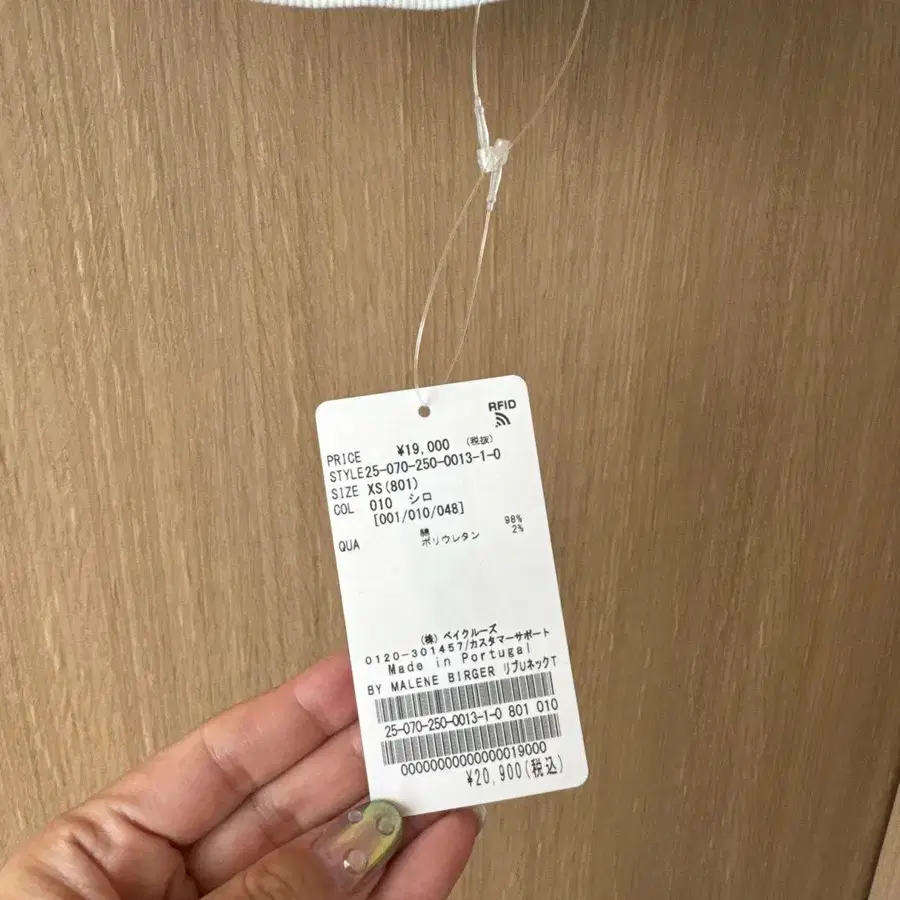 RFID
PRICE ¥19,000 (税抜)
STYLE 25-070-250-0013-1-0
SIZE XS(801)
COL 010 シロ
[001/010/048]
QUA 綿 98%
ポリウレタン 2%
(株) ベイクルーズ
0120-301457/カスタマーサポート
Made in Portugal
BY MALENE BIRGER リブUネックT
25-070-250-0013-1-0 801 010
0000000000000019000
¥20,900(税込)